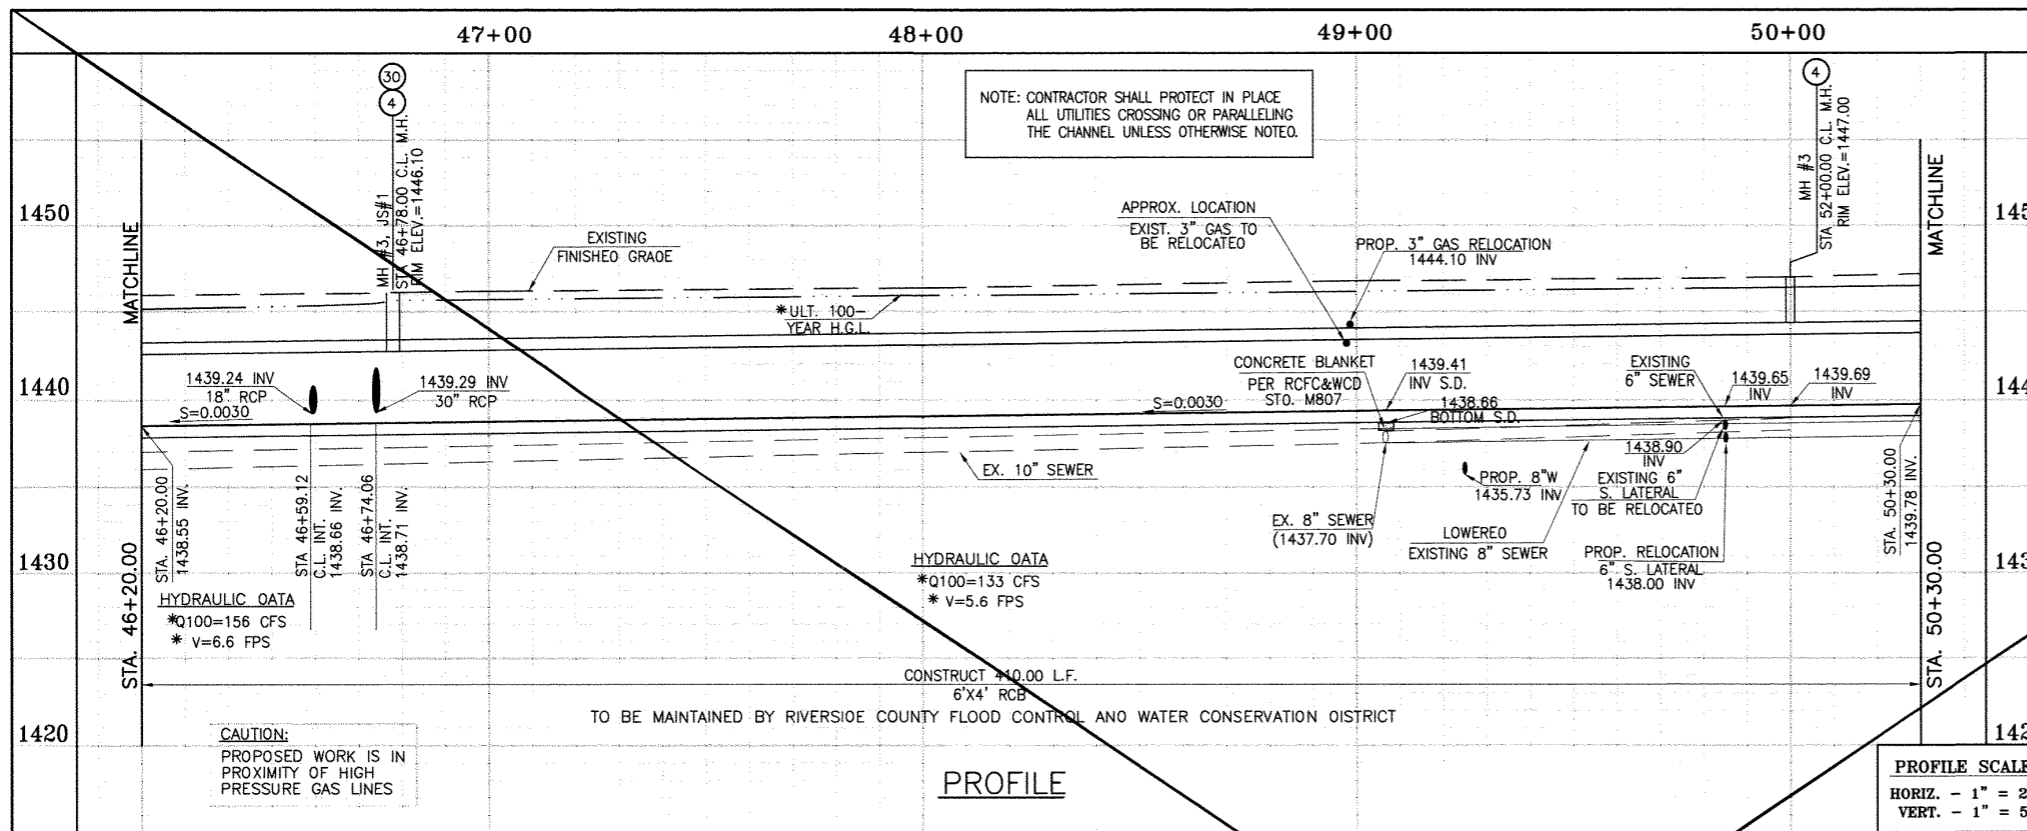 47+00
48+00
49+00
50+00
30
4
MH #3, JS#1
STA 46+78.00 C.L. M.H.
RIM ELEV.=1446.10
NOTE: CONTRACTOR SHALL PROTECT IN PLACE
ALL UTILITIES CROSSING OR PARALLELING
THE CHANNEL UNLESS OTHERWISE NOTEO.
4
MH #3
STA 52+00.00 C.L. M.H.
RIM ELEV.=1447.00
1450
145
MATCHLINE
MATCHLINE
EXISTING
FINISHEO GRAOE
APPROX. LOCATION
EXIST. 3" GAS TO
BE RELOCATEO
PROP. 3" GAS RELOCATION
1444.10 INV
*ULT. 100-
YEAR H.G.L.
1440
144
1439.24 INV
18" RCP
1439.29 INV
30" RCP
S=0.0030
S=0.0030
CONCRETE BLANKET
PER RCFC&WCD
STO. M807
1439.41
INV S.D.
1438.66
BOTTOM S.D.
EXISTING
6" SEWER
1439.65
INV
1439.69
INV
EX. 10" SEWER
EX. 8" SEWER
(1437.70 INV)
PROP. 8"W
1435.73 INV
LOWEREO
EXISTING 8" SEWER
1438.90
INV
EXISTING 6"
S. LATERAL
TO BE RELOCATEO
PROP. RELOCATION
6" S. LATERAL
1438.00 INV
STA. 46+20.00
1438.55 INV.
STA 46+59.12
C.L. INT.
1438.66 INV.
STA 46+74.06
C.L. INT.
1438.71 INV.
STA. 50+30.00
1439.78 INV.
1430
143
STA. 46+20.00
STA. 50+30.00
HYDRAULIC OATA
*Q100=156 CFS
* V=6.6 FPS
HYDRAULIC OATA
*Q100=133 CFS
* V=5.6 FPS
CONSTRUCT 410.00 L.F.
6'X4' RCB
TO BE MAINTAINED BY RIVERSIOE COUNTY FLOOD CONTROL ANO WATER CONSERVATION OISTRICT
1420
142
CAUTION:
PROPOSED WORK IS IN
PROXIMITY OF HIGH
PRESSURE GAS LINES
PROFILE
PROFILE SCALE
HORIZ. - 1" = 2
VERT. - 1" = 5